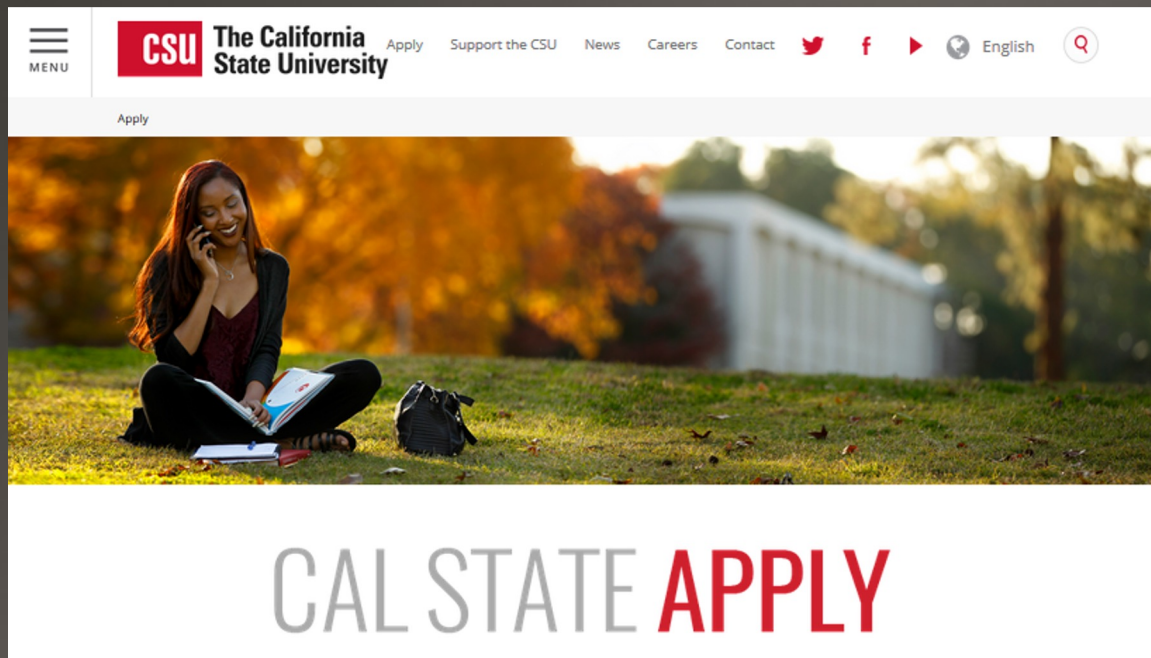 MENU
CSU The California State University
Apply Support the CSU News Careers Contact English
Apply
CAL STATE APPLY